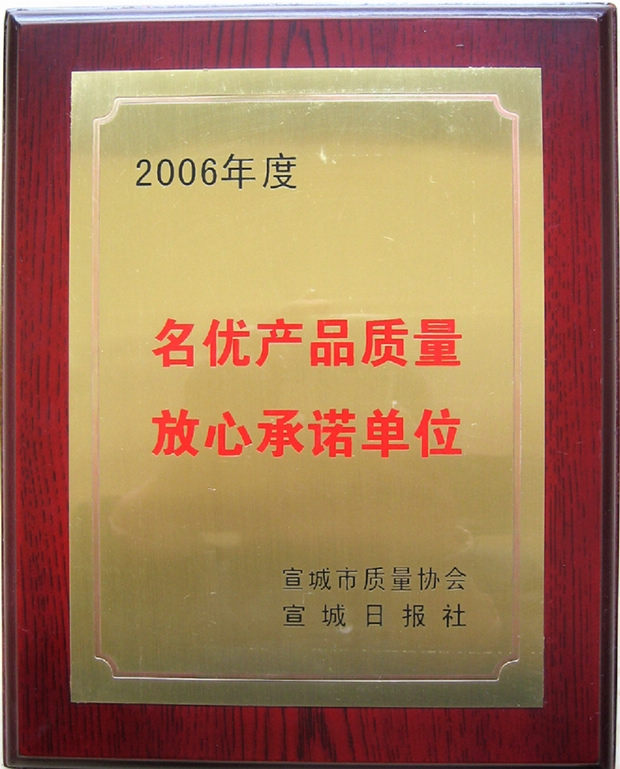 2006年度
名优产品质量
放心承诺单位
宣城市质量协会
宣城日报社